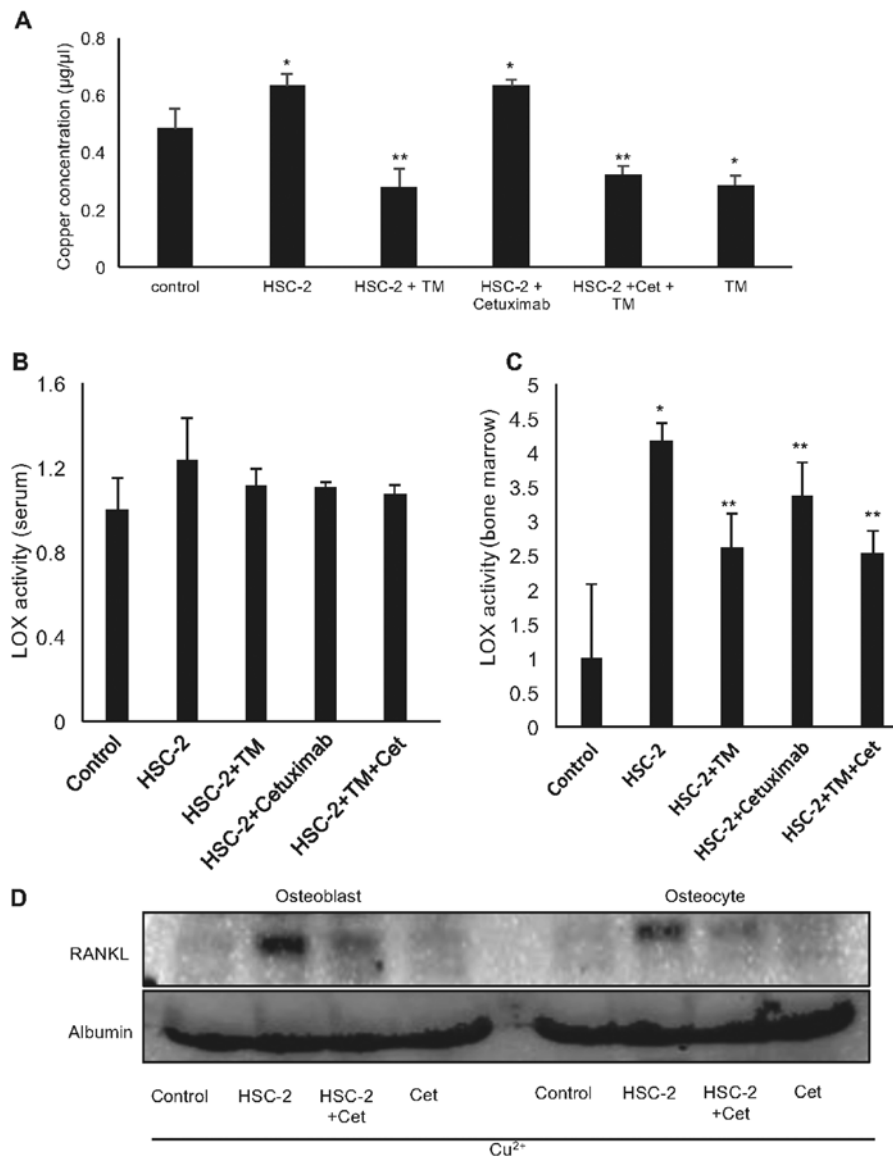 A
Copper concentration (µg/µl)
0.8
0.6
0.4
0.2
0
*
**
*
**
*
control
HSC-2
HSC-2 + TM
HSC-2 +
Cetuximab
HSC-2 +Cet +
TM
TM
B
LOX activity (serum)
1.6
1.2
0.8
0.4
0
Control
HSC-2
HSC-2+TM
HSC-2+Cetuximab
HSC-2+TM+Cet
C
LOX activity (bone marrow)
5
4.5
4
3.5
3
2.5
2
1.5
1
0.5
0
*
**
**
**
Control
HSC-2
HSC-2+TM
HSC-2+Cetuximab
HSC-2+TM+Cet
D
Osteoblast
Osteocyte
RANKL
Albumin
Control
HSC-2
HSC-2
+Cet
Cet
Control
HSC-2
HSC-2
+Cet
Cet
Cu²⁺